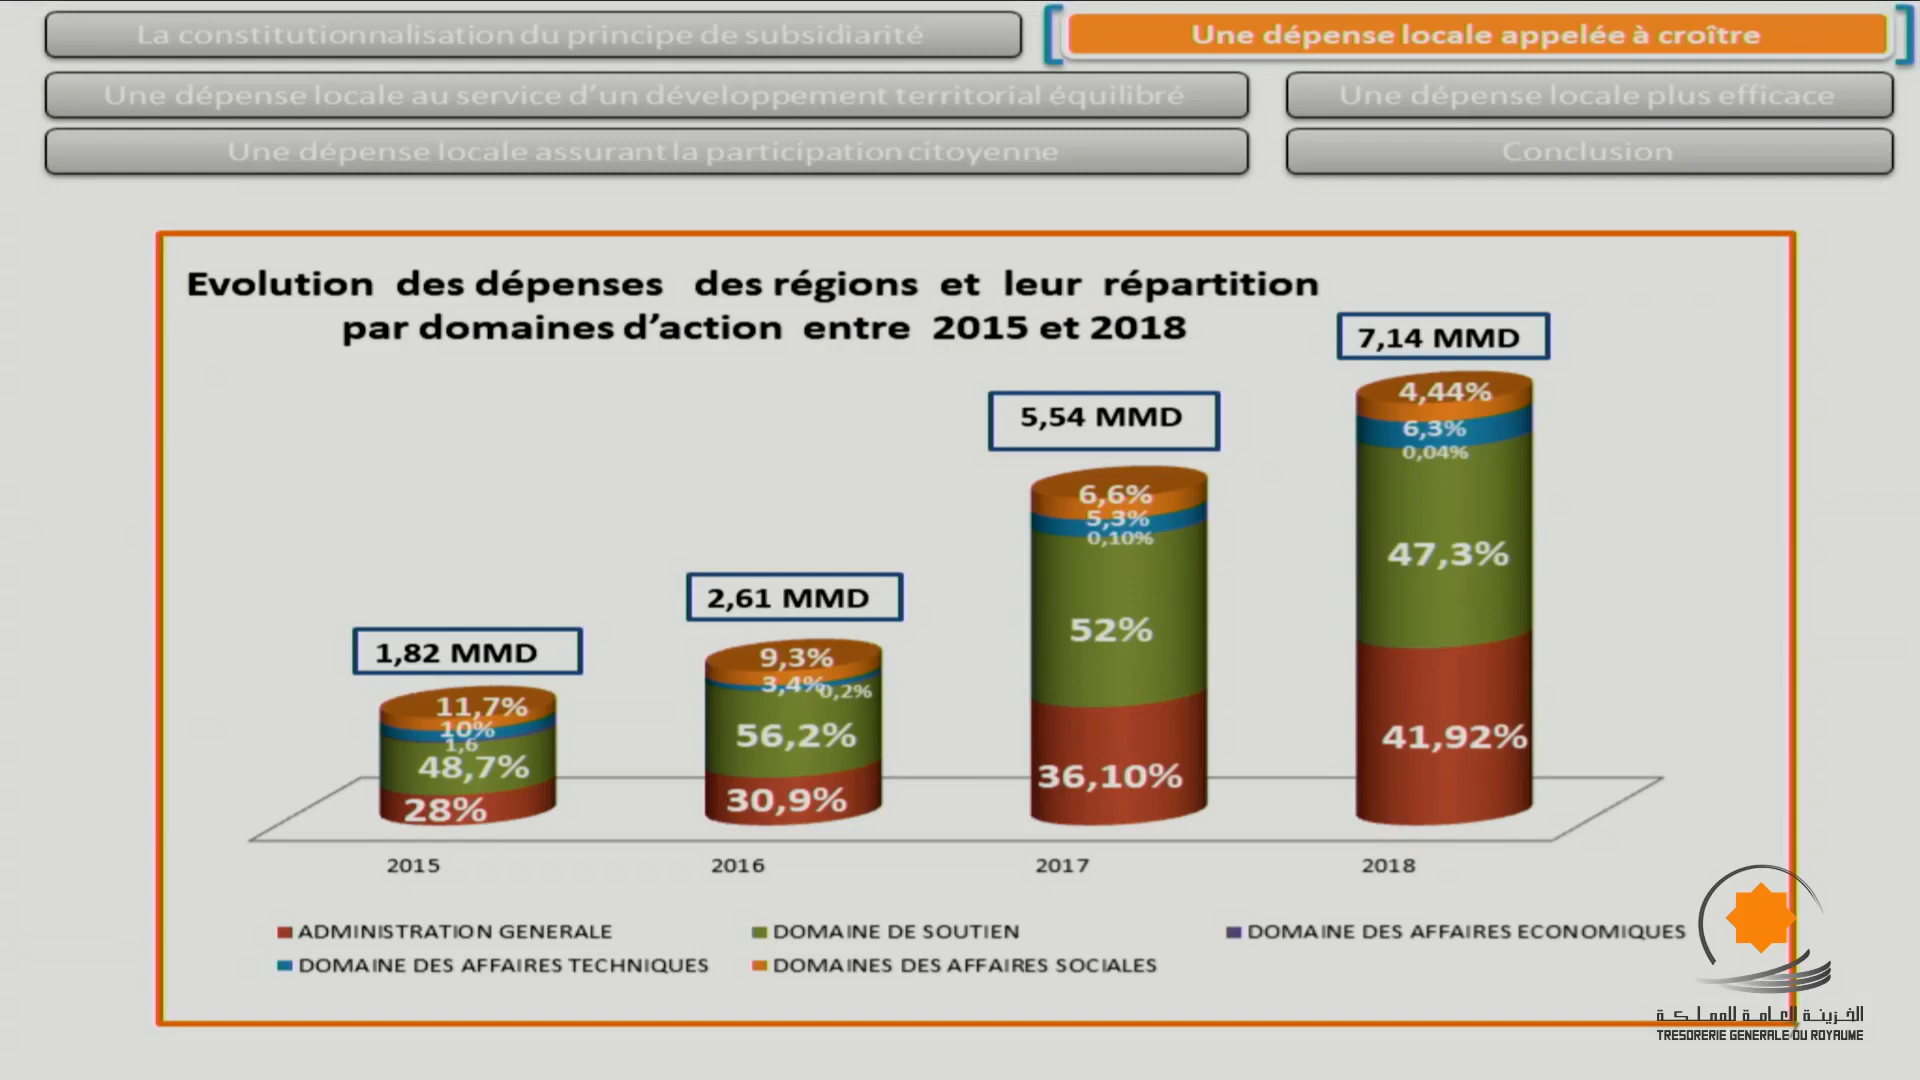 La constitutionnalisation du principe de subsidiarité
Une dépense locale appelée à croître
Une dépense locale au service d’un développement territorial équilibré
Une dépense locale plus efficace
Une dépense locale assurant la participation citoyenne
Conclusion
Evolution des dépenses des régions et leur répartition
par domaines d’action entre 2015 et 2018
7,14 MMD
4,44%
6,3%
0,04%
47,3%
41,92%
5,54 MMD
6,6%
5,3%
0,10%
52%
36,10%
2,61 MMD
9,3%
3,4%
0,2%
56,2%
30,9%
1,82 MMD
11,7%
10%
1,6
48,7%
28%
2015
2016
2017
2018
ADMINISTRATION GENERALE
DOMAINE DE SOUTIEN
DOMAINE DES AFFAIRES ECONOMIQUES
DOMAINE DES AFFAIRES TECHNIQUES
DOMAINES DES AFFAIRES SOCIALES
الخزينة العامة للمملكة
TRESORERIE GENERALE DU ROYAUME